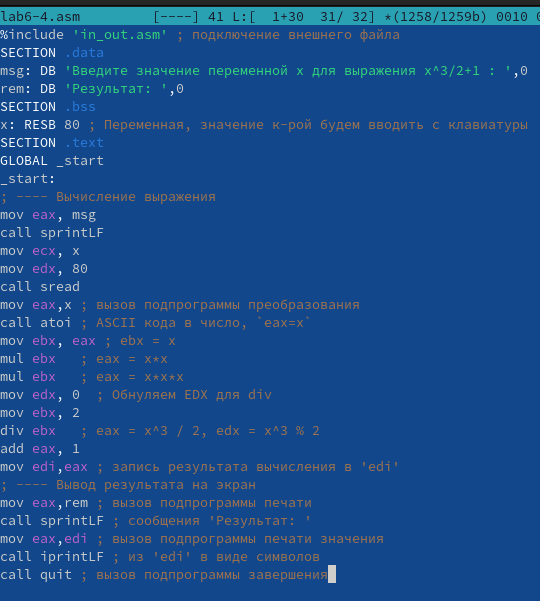 lab6-4.asm [----] 41 L:[ 1+30 31/ 32] *(1258/1259b) 0010
%include 'in_out.asm' ; подключение внешнего файла
SECTION .data
msg: DB 'Введите значение переменной x для выражения x^3/2+1 : ',0
rem: DB 'Результат: ',0
SECTION .bss
x: RESB 80 ; Переменная, значение к-рой будем вводить с клавиатуры
SECTION .text
GLOBAL _start
_start:
; ---- Вычисление выражения
mov eax, msg
call sprintLF
mov ecx, x
mov edx, 80
call sread
mov eax,x ; вызов подпрограммы преобразования
call atoi ; ASCII кода в число, `eax=x`
mov ebx, eax ; ebx = x
mul ebx ; eax = x*x
mul ebx ; eax = x*x*x
mov edx, 0 ; Обнуляем EDX для div
mov ebx, 2
div ebx ; eax = x^3 / 2, edx = x^3 % 2
add eax, 1
mov edi,eax ; запись результата вычисления в 'edi'
; ---- Вывод результата на экран
mov eax,rem ; вызов подпрограммы печати
call sprintLF ; сообщения 'Результат: '
mov eax,edi ; вызов подпрограммы печати значения
call iprintLF ; из 'edi' в виде символов
call quit ; вызов подпрограммы завершения